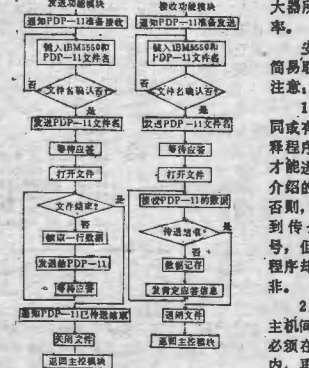 发送功能模块
通知PDP—11准备接收
键入IBM5550和
PDP—11文件名
否
文件名确认否?
是
发送PDP—11文件名
等待应答
打开文件
文件结束?
是
否
读取一行数据
发送给PDP—11
等待应答
通知PDP—11已传送结束
关闭文件
返回主控模块
接收功能模块
通知PDP—11准备发送
键入IBM5550和
PDP—11文件名
否
文件名确认否?
是
发送PDP—11文件名
等待应答
打开文件
接收PDP—11的数据
传送结束?
是
否
数据记存
发肯定应答信息
关闭文件
返回主控模块
大器所
率。
简易联
注意:
1
同或有
释程序
才能进
介绍的
否则,
到传
号,但
程序却
非。
2
主机间
必须在
内,再